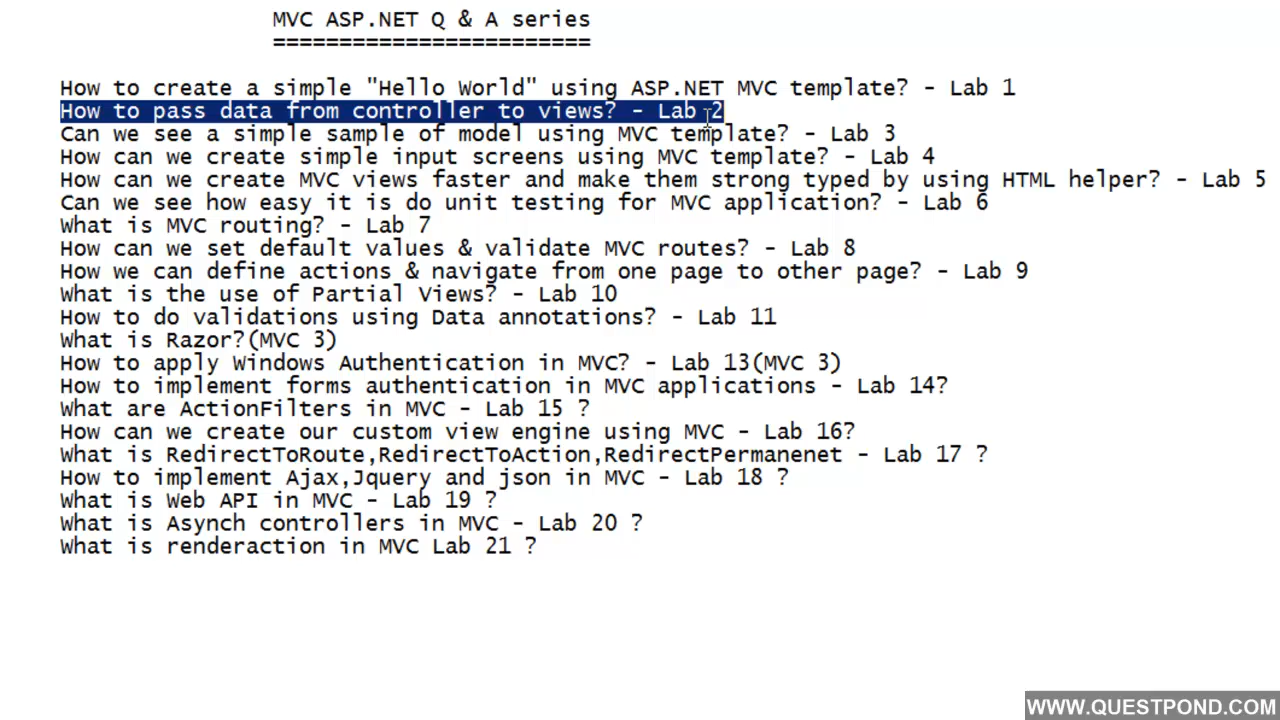 MVC ASP.NET Q & A series
========================
How to create a simple "Hello World" using ASP.NET MVC template? - Lab 1
How to pass data from controller to views? - Lab 2
Can we see a simple sample of model using MVC template? - Lab 3
How can we create simple input screens using MVC template? - Lab 4
How can we create MVC views faster and make them strong typed by using HTML helper? - Lab 5
Can we see how easy it is do unit testing for MVC application? - Lab 6
What is MVC routing? - Lab 7
How can we set default values & validate MVC routes? - Lab 8
How we can define actions & navigate from one page to other page? - Lab 9
What is the use of Partial Views? - Lab 10
How to do validations using Data annotations? - Lab 11
What is Razor?(MVC 3)
How to apply Windows Authentication in MVC? - Lab 13(MVC 3)
How to implement forms authentication in MVC applications - Lab 14?
What are ActionFilters in MVC - Lab 15 ?
How can we create our custom view engine using MVC - Lab 16?
What is RedirectToRoute,RedirectToAction,RedirectPermanenet - Lab 17 ?
How to implement Ajax,Jquery and json in MVC - Lab 18 ?
What is Web API in MVC - Lab 19 ?
What is Asynch controllers in MVC - Lab 20 ?
What is renderaction in MVC Lab 21 ?
WWW.QUESTPOND.COM